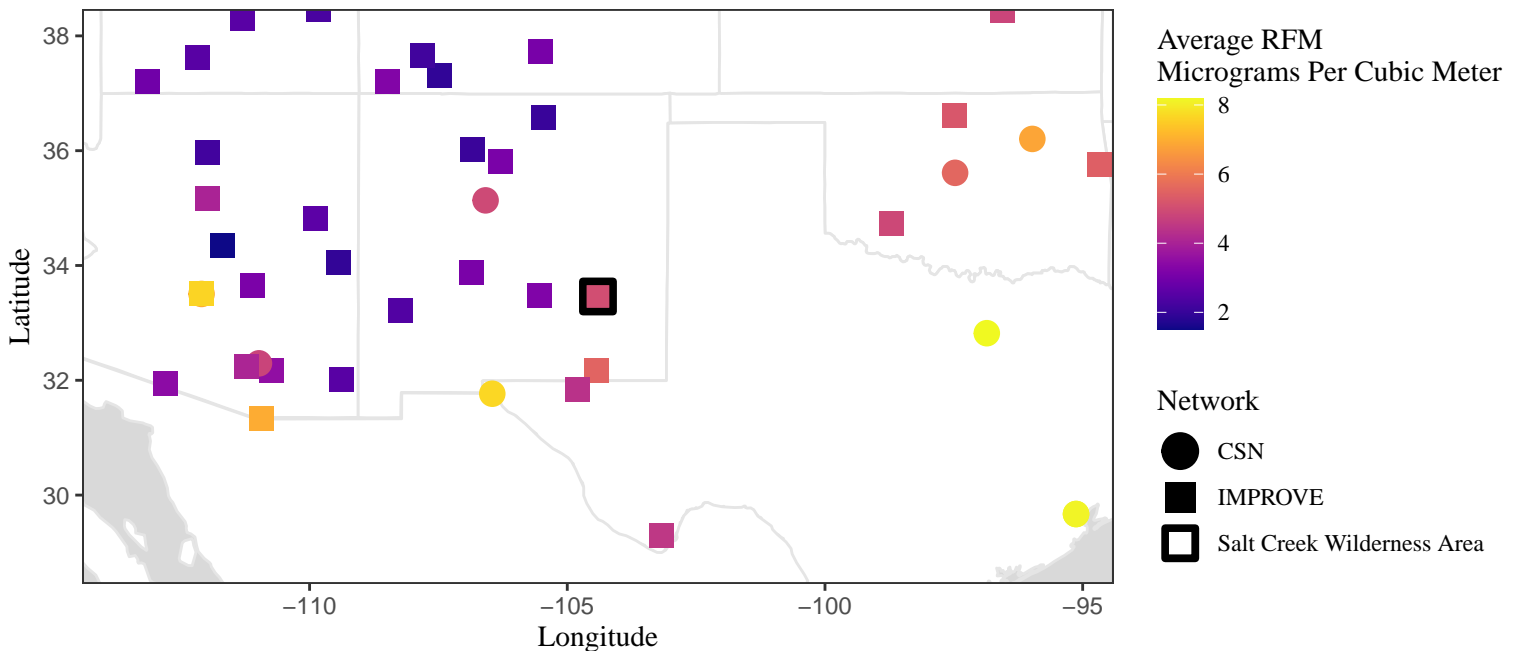 38
36
34
32
30
Latitude
−110
−105
−100
−95
Longitude
Average RFM
Micrograms Per Cubic Meter
8
6
4
2
Network
CSN
IMPROVE
Salt Creek Wilderness Area